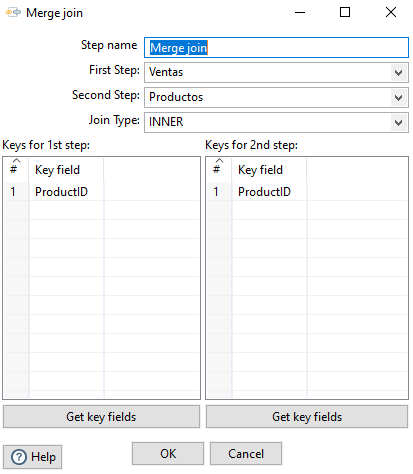 Merge join
Step name Merge join
First Step: Ventas
Second Step: Productos
Join Type: INNER
Keys for 1st step: Keys for 2nd step:
# Key field # Key field
1 ProductID 1 ProductID
Get key fields Get key fields
Help OK Cancel